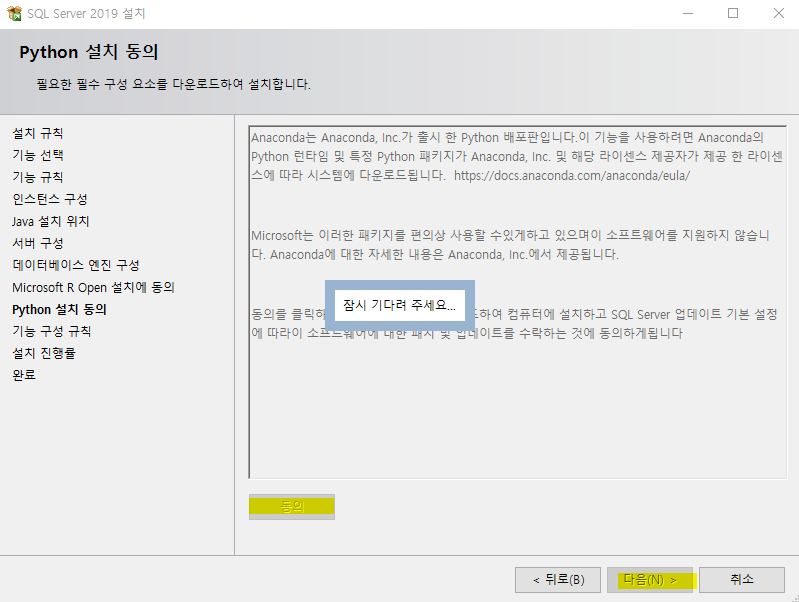 SQL Server 2019 설치
Python 설치 동의
필요한 필수 구성 요소를 다운로드하여 설치합니다.
설치 규칙
기능 선택
기능 규칙
인스턴스 구성
Java 설치 위치
서버 구성
데이터베이스 엔진 구성
Microsoft R Open 설치에 동의
Python 설치 동의
기능 구성 규칙
설치 진행률
완료
Anaconda는 Anaconda, Inc.가 출시 한 Python 배포판입니다.이 기능을 사용하려면 Anaconda의
Python 런타임 및 특정 Python 패키지가 Anaconda, Inc. 및 해당 라이센스 제공자가 제공 한 라이센
스에 따라 시스템에 다운로드됩니다. https://docs.anaconda.com/anaconda/eula/
Microsoft는 이러한 패키지를 편의상 사용할 수있게하고 있으며이 소프트웨어를 지원하지 않습니
다. Anaconda에 대한 자세한 내용은 Anaconda, Inc.에서 제공됩니다.
잠시 기다려 주세요...
동의를 클릭하 드하여 컴퓨터에 설치하고 SQL Server 업데이트 기본 설정
에 따라이 소프트웨어에 대한 패치 및 업데이트를 수락하는 것에 동의하게됩니다
동의
< 뒤로(B)
다음(N) >
취소